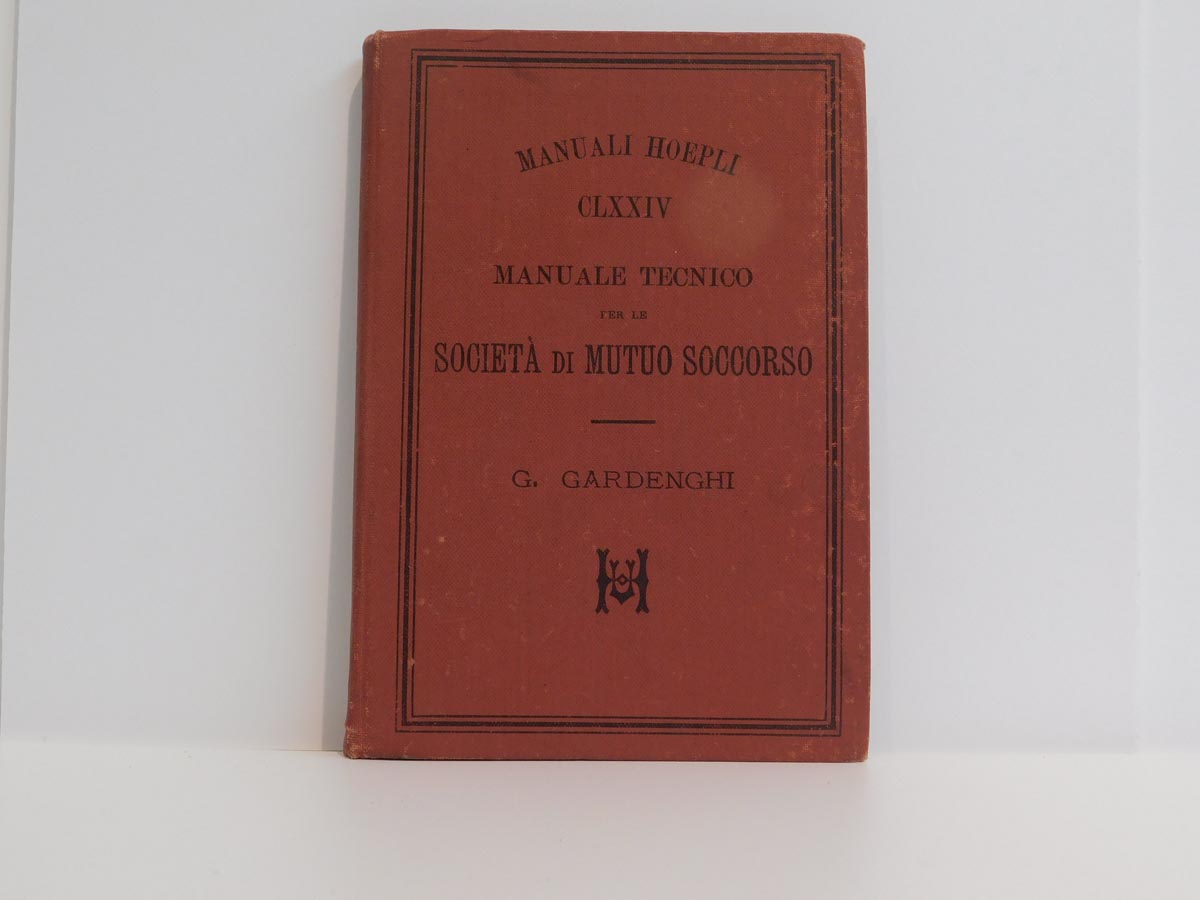 MANUALI HOEPLI
CLXXIV
MANUALE TECNICO
PER LE
SOCIETÀ DI MUTUO SOCCORSO
G. GARDENGHI